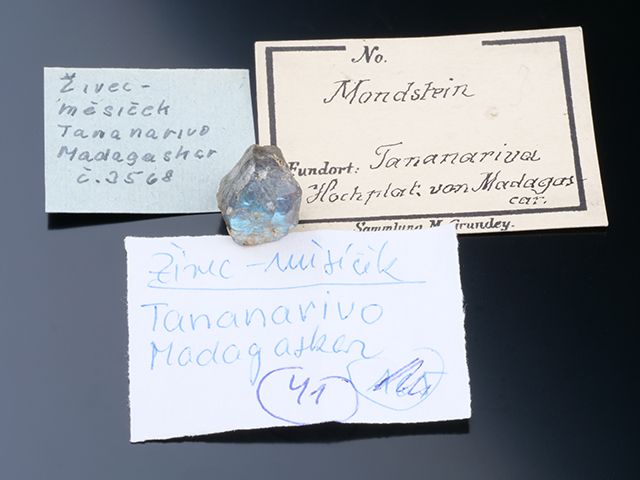 Živec-
měsíček
Tananarivo
Madagaskar
č. 3568
No.
Mondstein
Fundort: Tananariva
Hochplat. von Madagas-
car.
Sammlung M. Grundey.
Živec-měsíčik
Tananarivo
Madagaskar
41